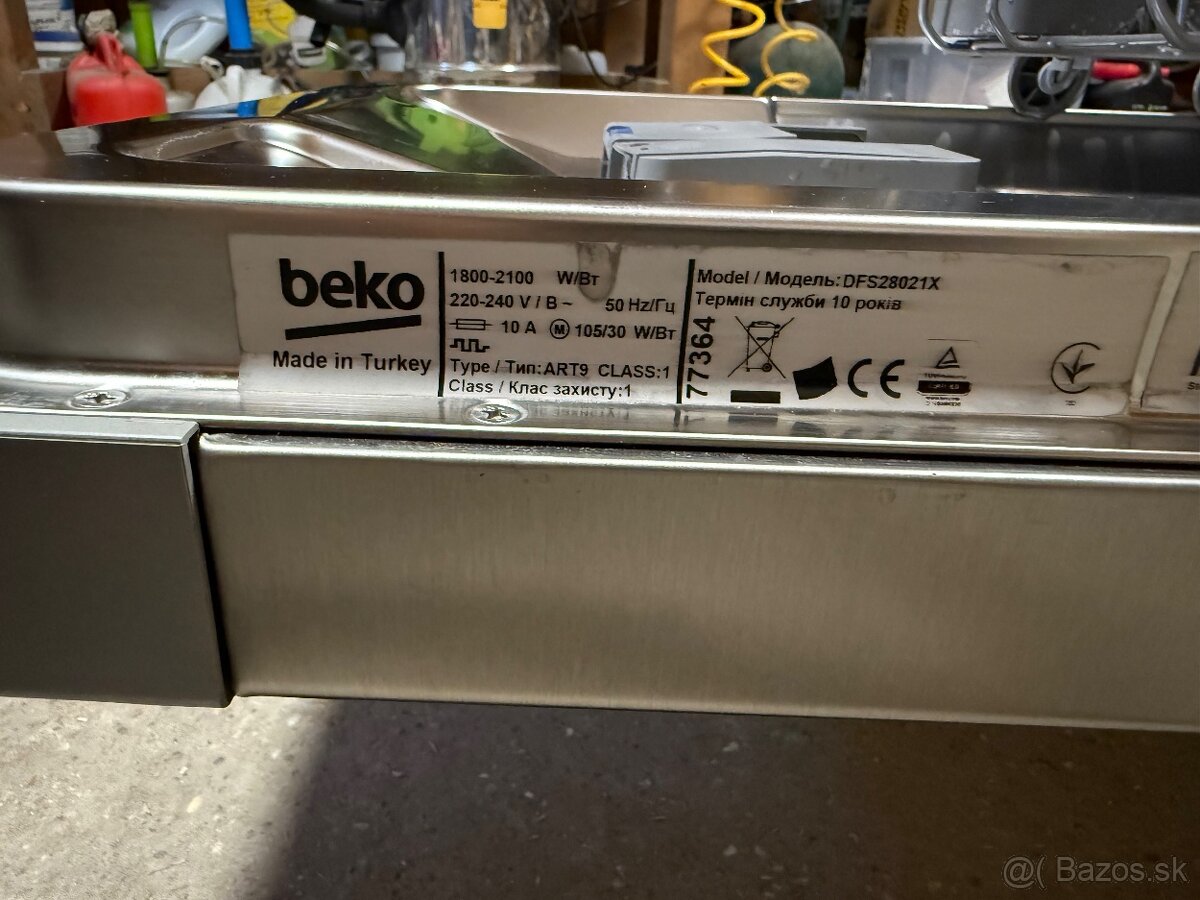 beko
Made in Turkey
1800-2100 W/Вт
220-240 V / В ~ 50 Hz/Гц
10 A M 105/30 W/Вт
Type / Тип:ART9 CLASS:1
Class / Клас захисту:1
77364
Model / Модель:DFS28021X
Термін служби 10 років
CE
@( Bazos.sk